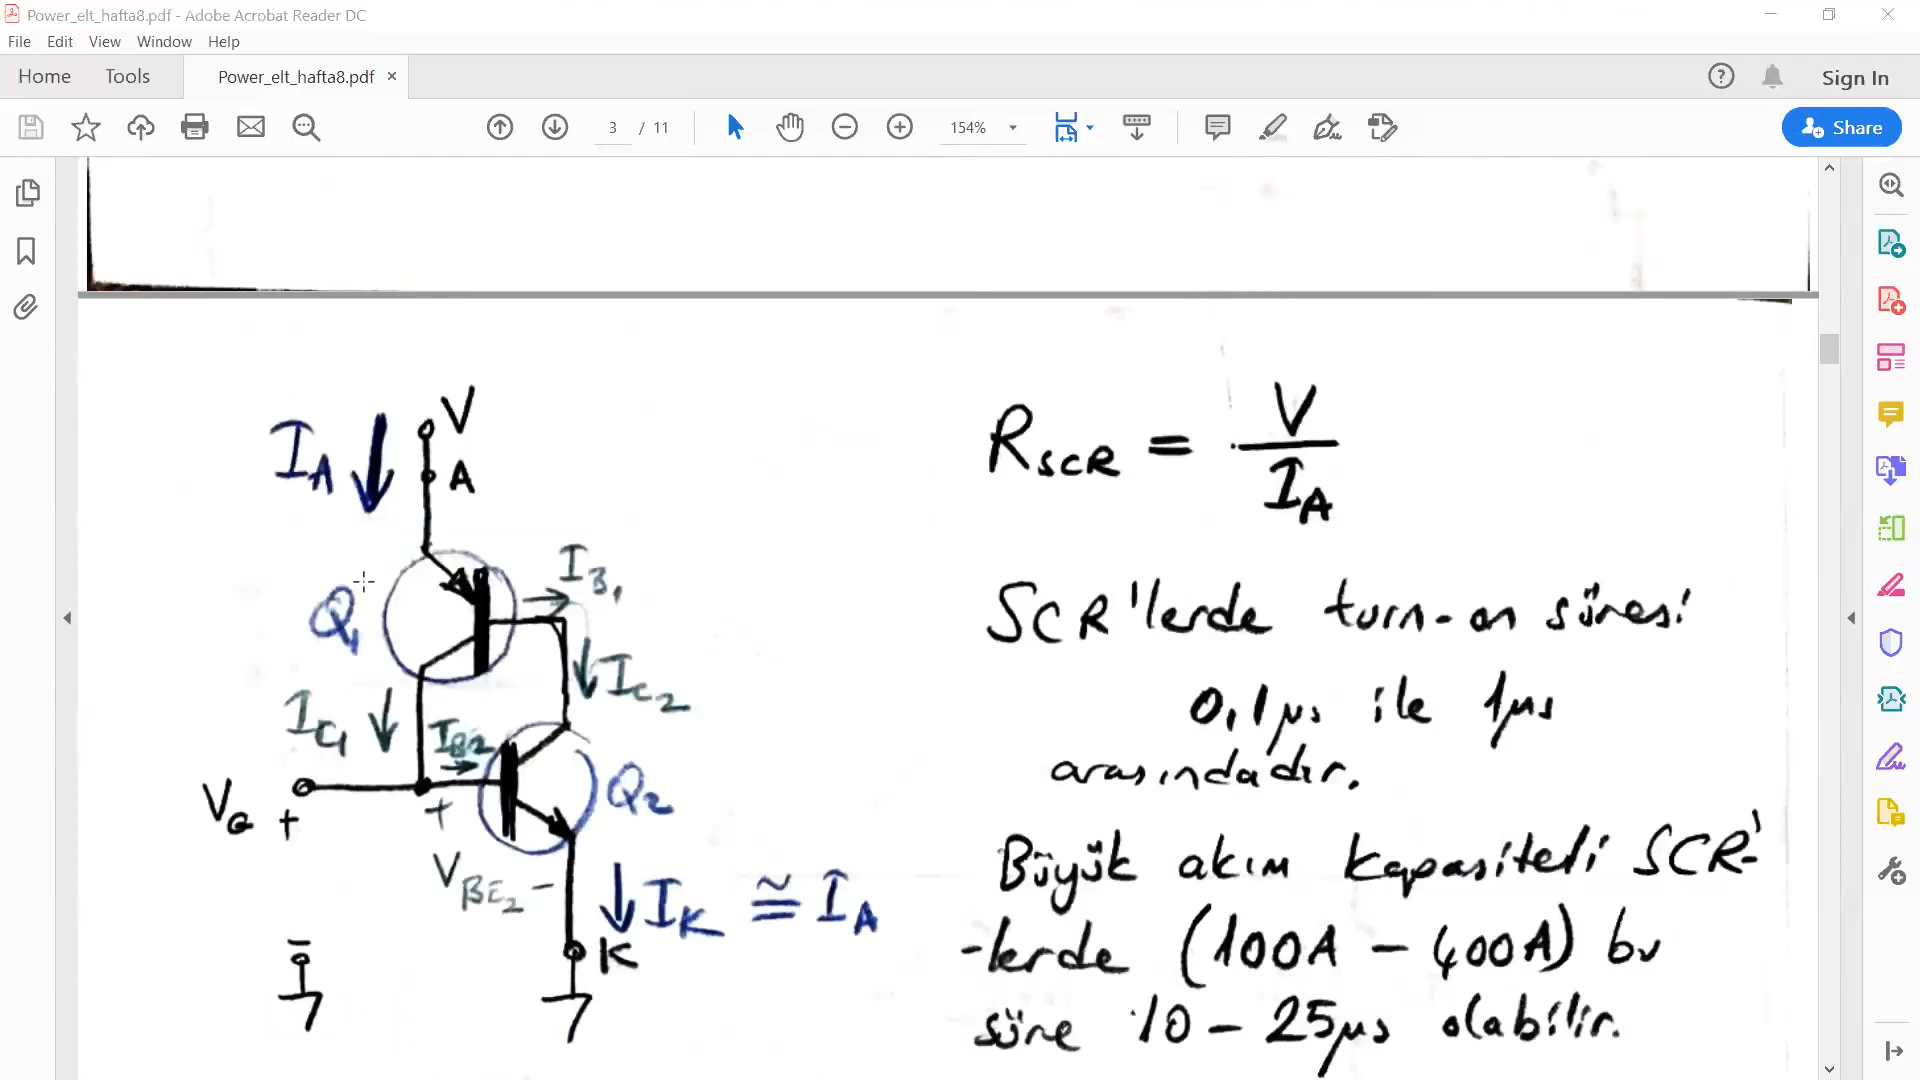 Power_elt_hafta8.pdf - Adobe Acrobat Reader DC
File Edit View Window Help
Home Tools Power_elt_hafta8.pdf × Sign In
3 / 11 154% Share
V
I_A
A
R_SCR = V / I_A
I_B1
Q1
SCR'lerde turn-on süresi
I_C2
I_C1
I_B2
0,1µs ile 1µs
arasındadır.
Q2
V_G +
+
V_BE2 -
Büyük akım kapasiteli SCR'-
I_K ≅ I_A
-lerde (100A - 400A) bu
K
-
süre 10 - 25µs olabilir.